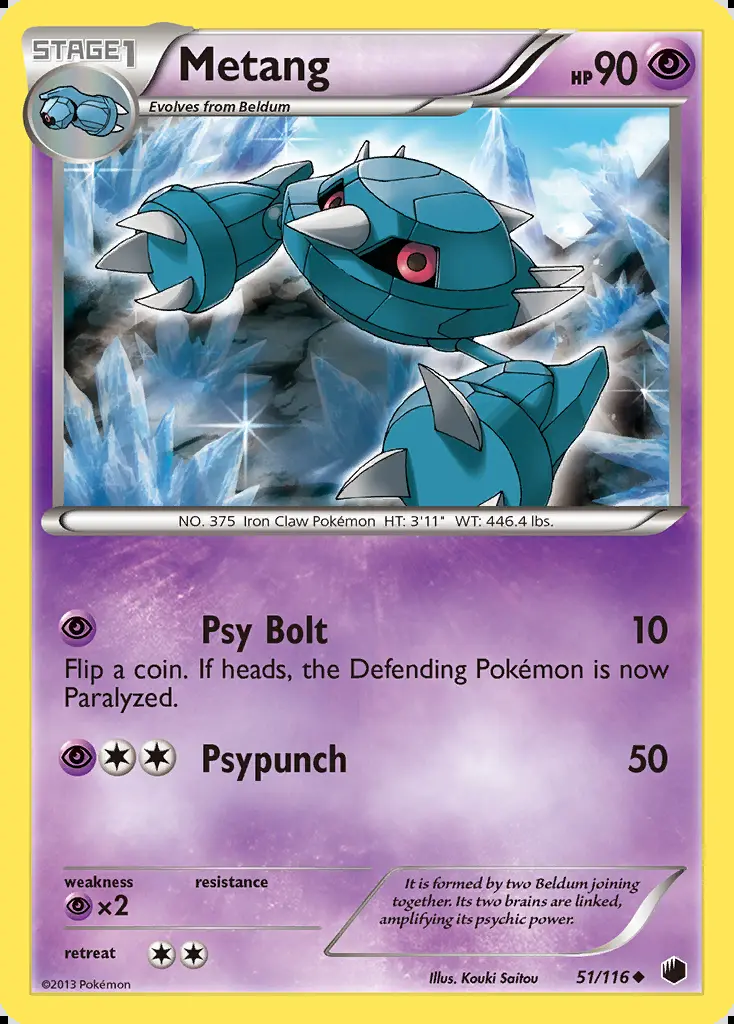 STAGE1
Metang
HP90
Evolves from Beldum
NO. 375 Iron Claw Pokémon HT: 3'11" WT: 446.4 lbs.
Psy Bolt 10
Flip a coin. If heads, the Defending Pokémon is now
Paralyzed.
Psypunch 50
weakness resistance
×2
It is formed by two Beldum joining
together. Its two brains are linked,
amplifying its psychic power.
retreat
©2013 Pokémon
Illus. Kouki Saitou
51/116